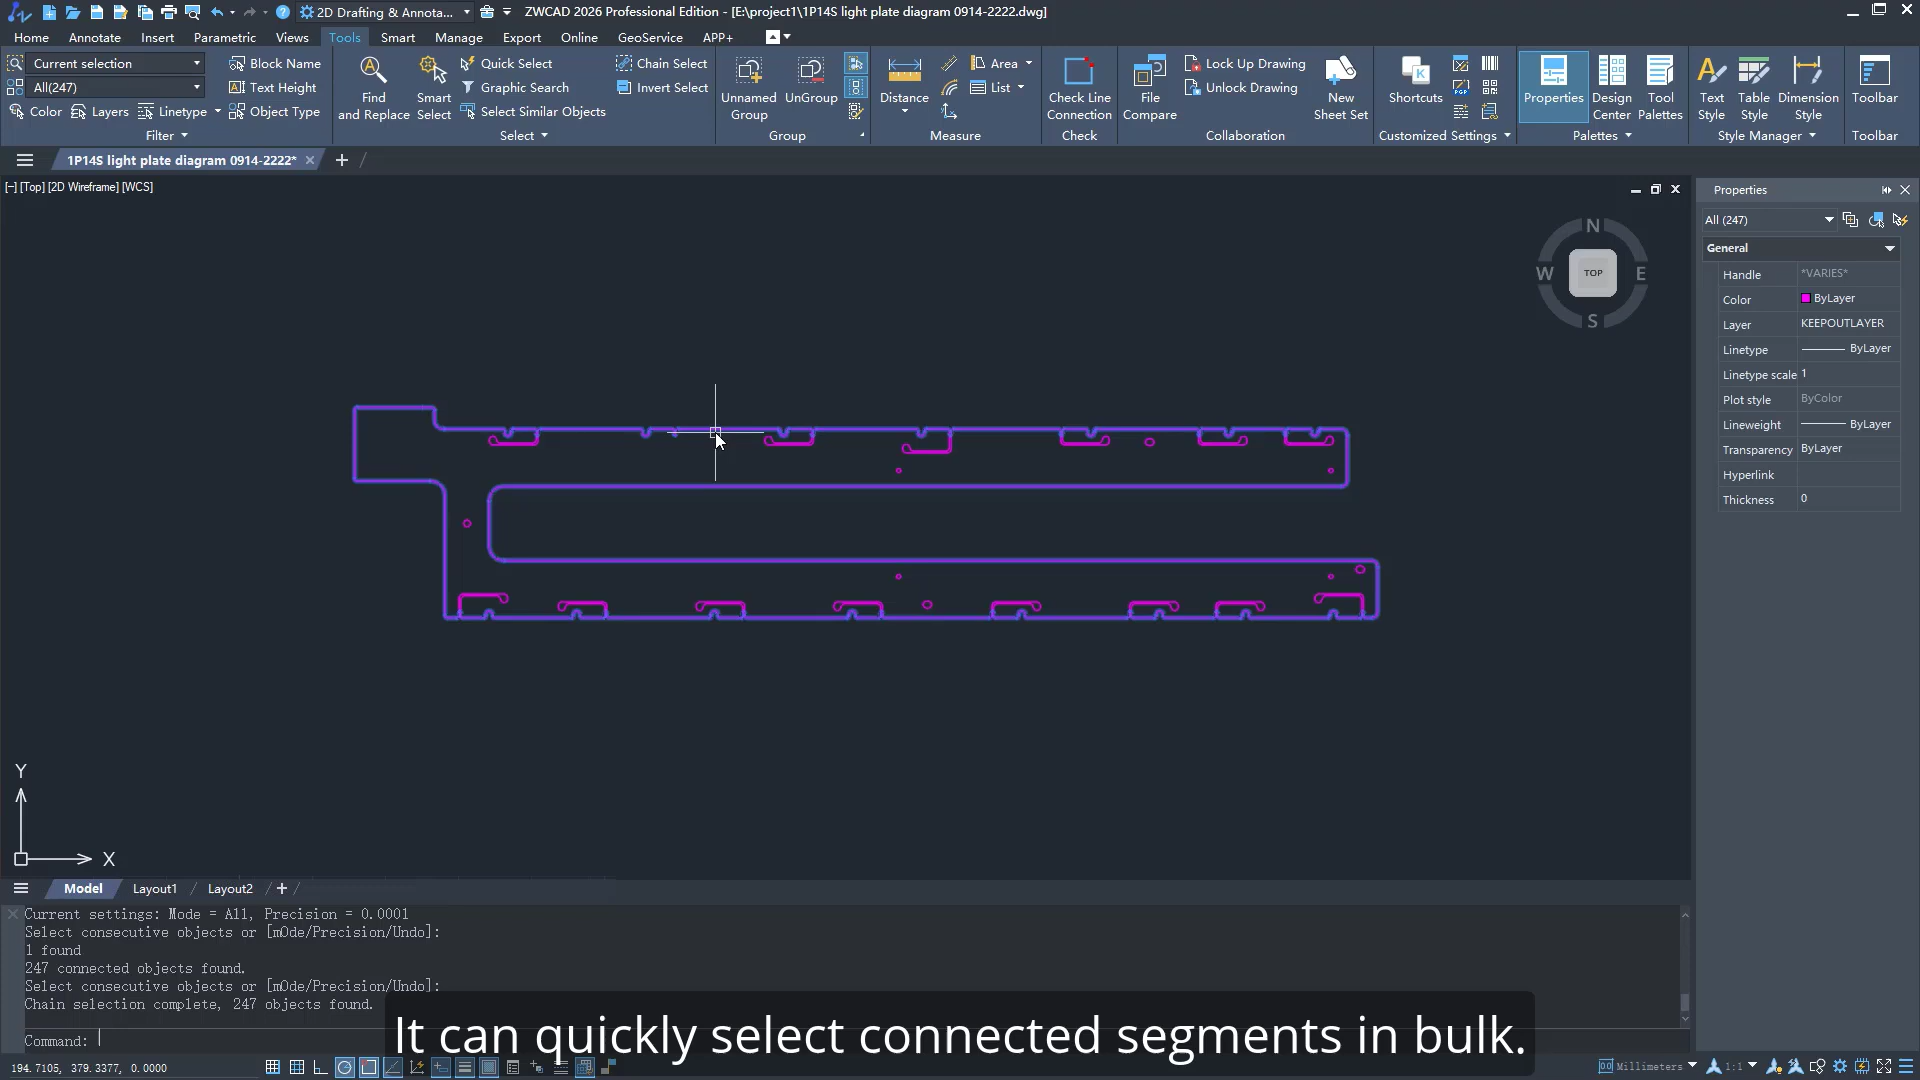 2D Drafting & Annota...
ZWCAD 2026 Professional Edition - [E:\project1\1P14S light plate diagram 0914-2222.dwg]
Home Annotate Insert Parametric Views Tools Smart Manage Export Online GeoService APP+
Current selection
All(247)
Color Layers Linetype
Block Name
Text Height
Object Type
Filter
Find and Replace
Smart Select
Quick Select
Graphic Search
Select Similar Objects
Chain Select
Invert Select
Select
Unnamed Group
UnGroup
Group
Distance
Area
List
Measure
Check Line Connection
Check
File Compare
Lock Up Drawing
Unlock Drawing
New Sheet Set
Collaboration
Shortcuts
Customized Settings
Properties
Design Center
Tool Palettes
Palettes
Text Style
Table Style
Dimension Style
Style Manager
Toolbar
Toolbar
1P14S light plate diagram 0914-2222*
[−] [Top] [2D Wireframe] [WCS]
N
W TOP E
S
Properties
All (247)
General
Handle *VARIES*
Color ByLayer
Layer KEEPOUTLAYER
Linetype ByLayer
Linetype scale 1
Plot style ByColor
Lineweight ByLayer
Transparency ByLayer
Hyperlink
Thickness 0
Y
X
Model Layout1 Layout2
Current settings: Mode = All, Precision = 0.0001
Select consecutive objects or [mOde/Precision/Undo]:
1 found
247 connected objects found.
Select consecutive objects or [mOde/Precision/Undo]:
Chain selection complete, 247 objects found.
Command:
It can quickly select connected segments in bulk.
194.7105, 379.3377, 0.0000
Millimeters
1:1